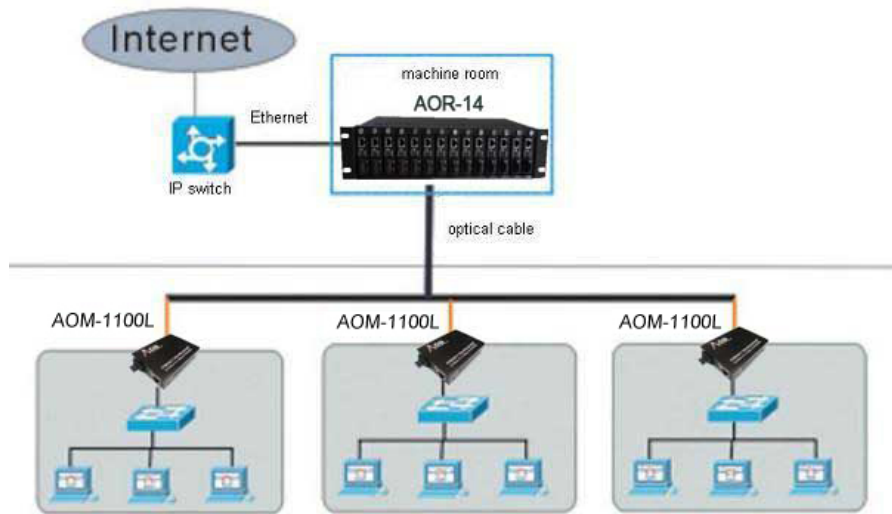 Internet
machine room
AOR-14
Ethernet
IP switch
optical cable
AOM-1100L
AOM-1100L
AOM-1100L